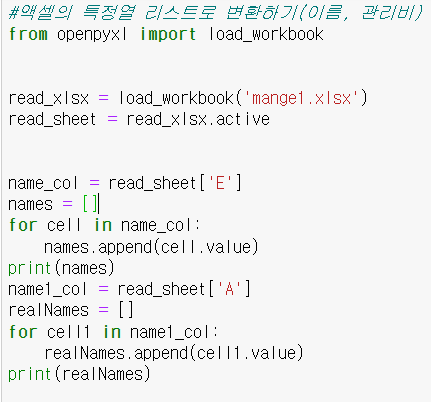 #액셀의 특정열 리스트로 변환하기(이름, 관리비)
from openpyxl import load_workbook
read_xlsx = load_workbook('mange1.xlsx')
read_sheet = read_xlsx.active
name_col = read_sheet['E']
names = []
for cell in name_col:
    names.append(cell.value)
print(names)
name1_col = read_sheet['A']
realNames = []
for cell1 in name1_col:
    realNames.append(cell1.value)
print(realNames)